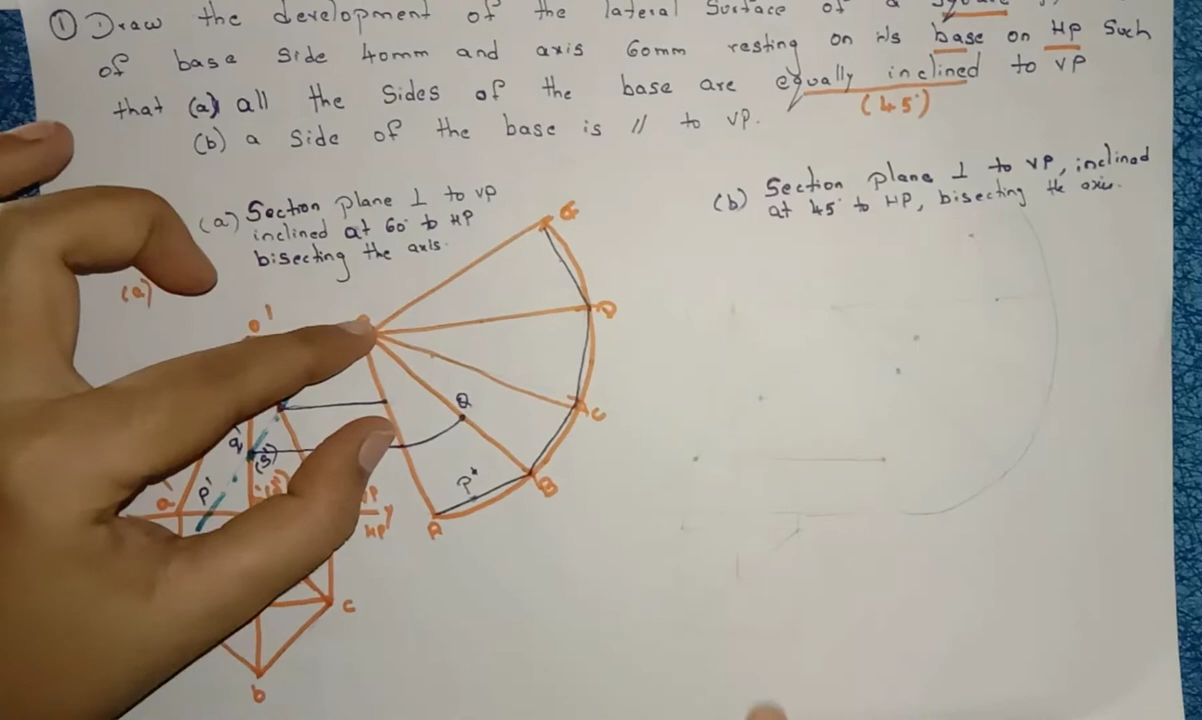 ① Draw the development of the lateral surface of a square
of base side 40mm and axis 60mm resting on its base on HP such
that (a) all the sides of the base are equally inclined to VP
(45°)
(b) a side of the base is // to VP.
(a) Section plane ⊥ to VP
inclined at 60° to HP
bisecting the axis.
(b) Section plane ⊥ to VP, inclined
at 45° to HP, bisecting the axis.
(a)
o'
D
C
Q
B
P
A
q'
(s')
p'
a'
VP
HP
y
c
b